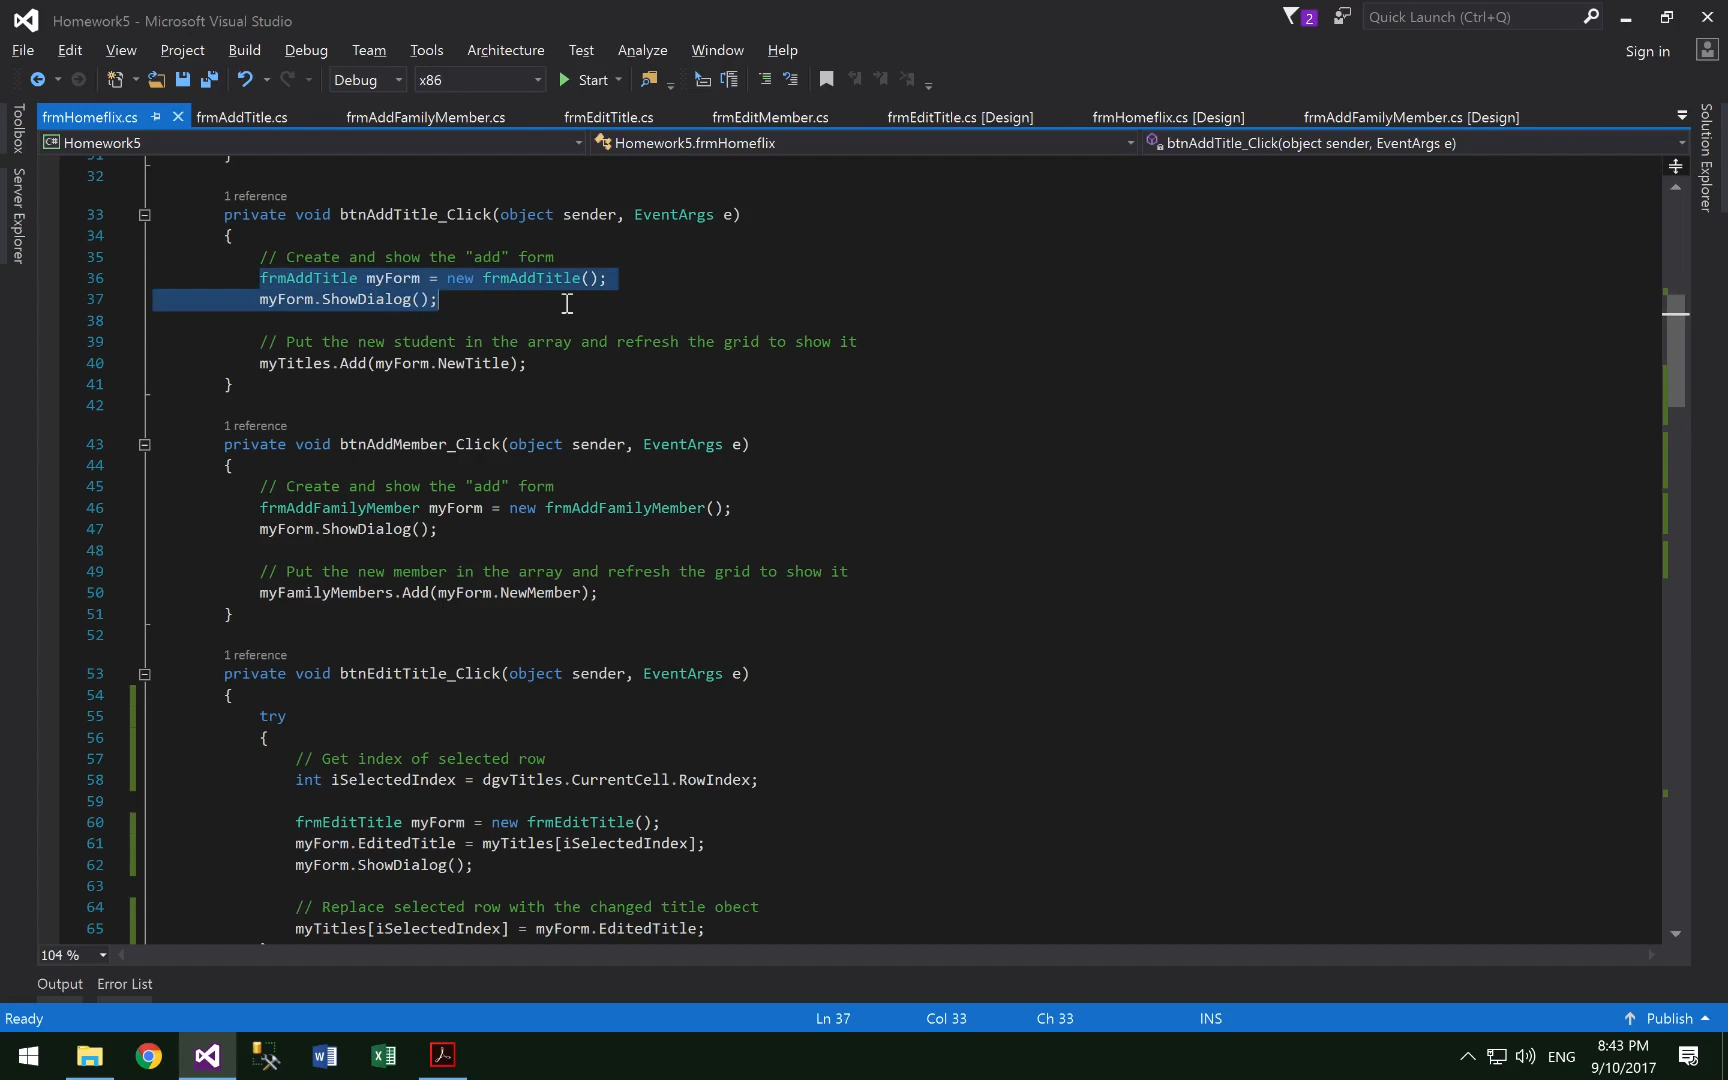 Homework5 - Microsoft Visual Studio
2
Quick Launch (Ctrl+Q)
File Edit View Project Build Debug Team Tools Architecture Test Analyze Window Help
Sign in
Debug x86 Start
Toolbox
Server Explorer
Solution Explorer
frmHomeflix.cs frmAddTitle.cs frmAddFamilyMember.cs frmEditTitle.cs frmEditMember.cs frmEditTitle.cs [Design] frmHomeflix.cs [Design] frmAddFamilyMember.cs [Design]
C# Homework5 Homework5.frmHomeflix btnAddTitle_Click(object sender, EventArgs e)
31 }
32
1 reference
33 private void btnAddTitle_Click(object sender, EventArgs e)
34 {
35 // Create and show the "add" form
36 frmAddTitle myForm = new frmAddTitle();
37 myForm.ShowDialog();
38
39 // Put the new student in the array and refresh the grid to show it
40 myTitles.Add(myForm.NewTitle);
41 }
42
1 reference
43 private void btnAddMember_Click(object sender, EventArgs e)
44 {
45 // Create and show the "add" form
46 frmAddFamilyMember myForm = new frmAddFamilyMember();
47 myForm.ShowDialog();
48
49 // Put the new member in the array and refresh the grid to show it
50 myFamilyMembers.Add(myForm.NewMember);
51 }
52
1 reference
53 private void btnEditTitle_Click(object sender, EventArgs e)
54 {
55 try
56 {
57 // Get index of selected row
58 int iSelectedIndex = dgvTitles.CurrentCell.RowIndex;
59
60 frmEditTitle myForm = new frmEditTitle();
61 myForm.EditedTitle = myTitles[iSelectedIndex];
62 myForm.ShowDialog();
63
64 // Replace selected row with the changed title obect
65 myTitles[iSelectedIndex] = myForm.EditedTitle;
104 %
Output Error List
Ready Ln 37 Col 33 Ch 33 INS Publish
ENG
8:43 PM
9/10/2017